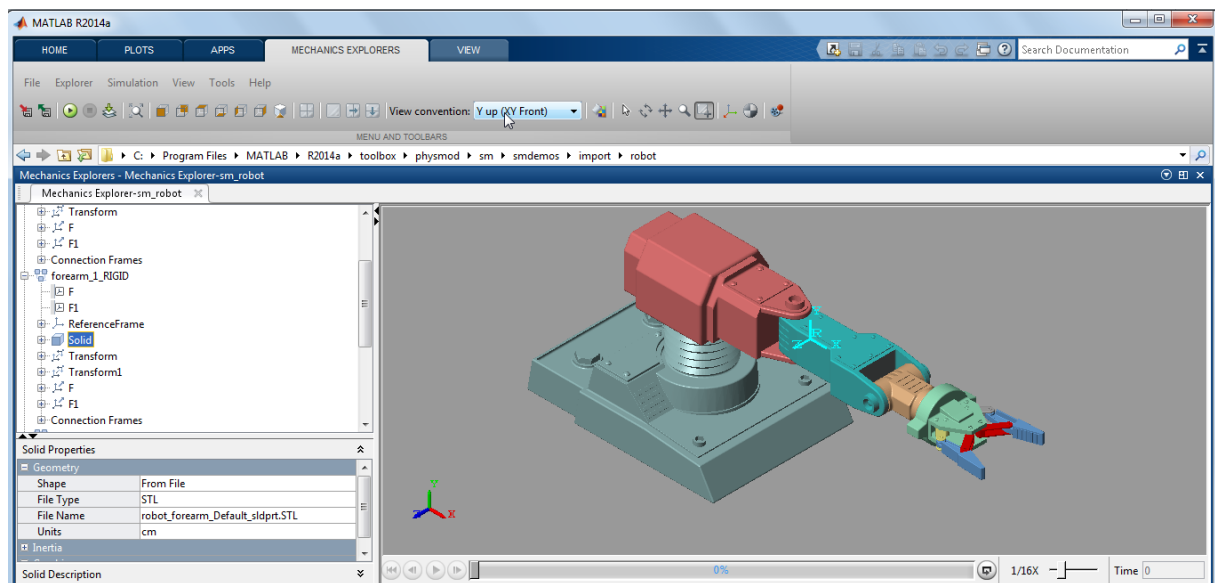 MATLAB R2014a
HOME PLOTS APPS MECHANICS EXPLORERS VIEW Search Documentation
File Explorer Simulation View Tools Help
View convention: Y up (XY Front)
MENU AND TOOLBARS
C: Program Files MATLAB R2014a toolbox physmod sm smdemos import robot
Mechanics Explorers - Mechanics Explorer-sm_robot
Mechanics Explorer-sm_robot
Transform
F
F1
Connection Frames
forearm_1_RIGID
F
F1
ReferenceFrame
Solid
Transform
Transform1
F
F1
Connection Frames
Solid Properties
Geometry
Shape From File
File Type STL
File Name robot_forearm_Default_sldprt.STL
Units cm
Inertia
Solid Description
Y
R
Z X
Y
Z X
0% 1/16X Time 0